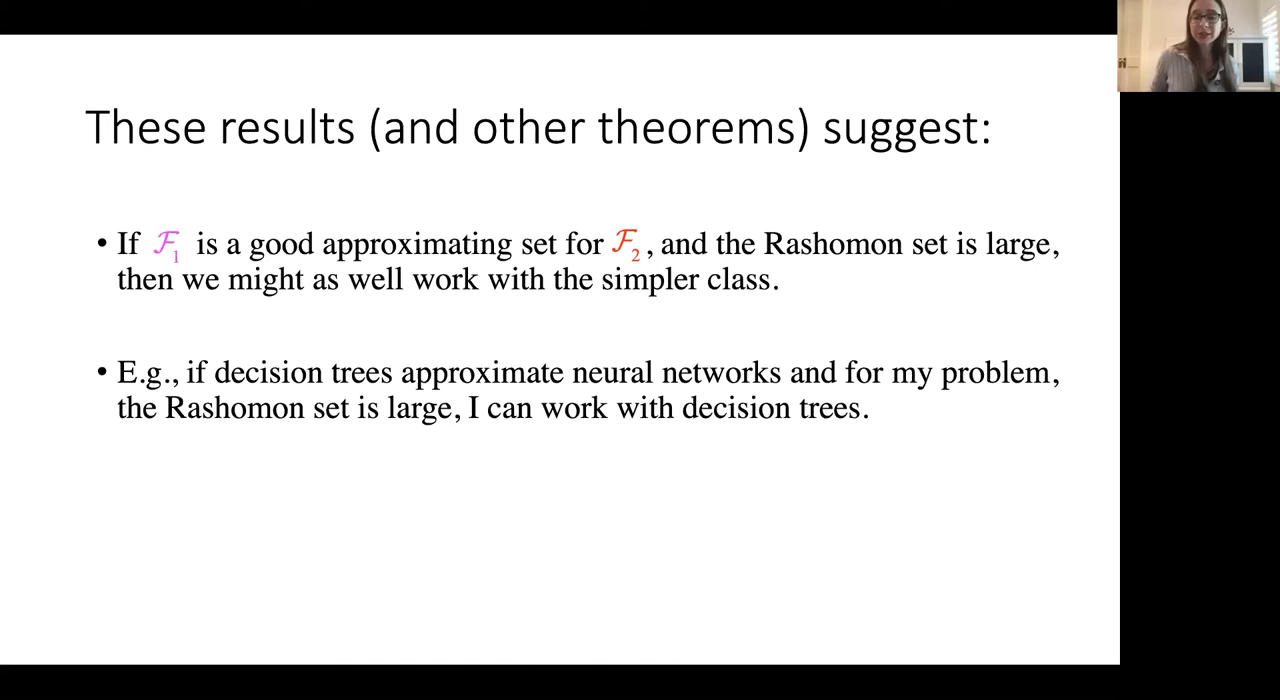 These results (and other theorems) suggest:
• If ℱ₁ is a good approximating set for ℱ₂, and the Rashomon set is large,
then we might as well work with the simpler class.
• E.g., if decision trees approximate neural networks and for my problem,
the Rashomon set is large, I can work with decision trees.